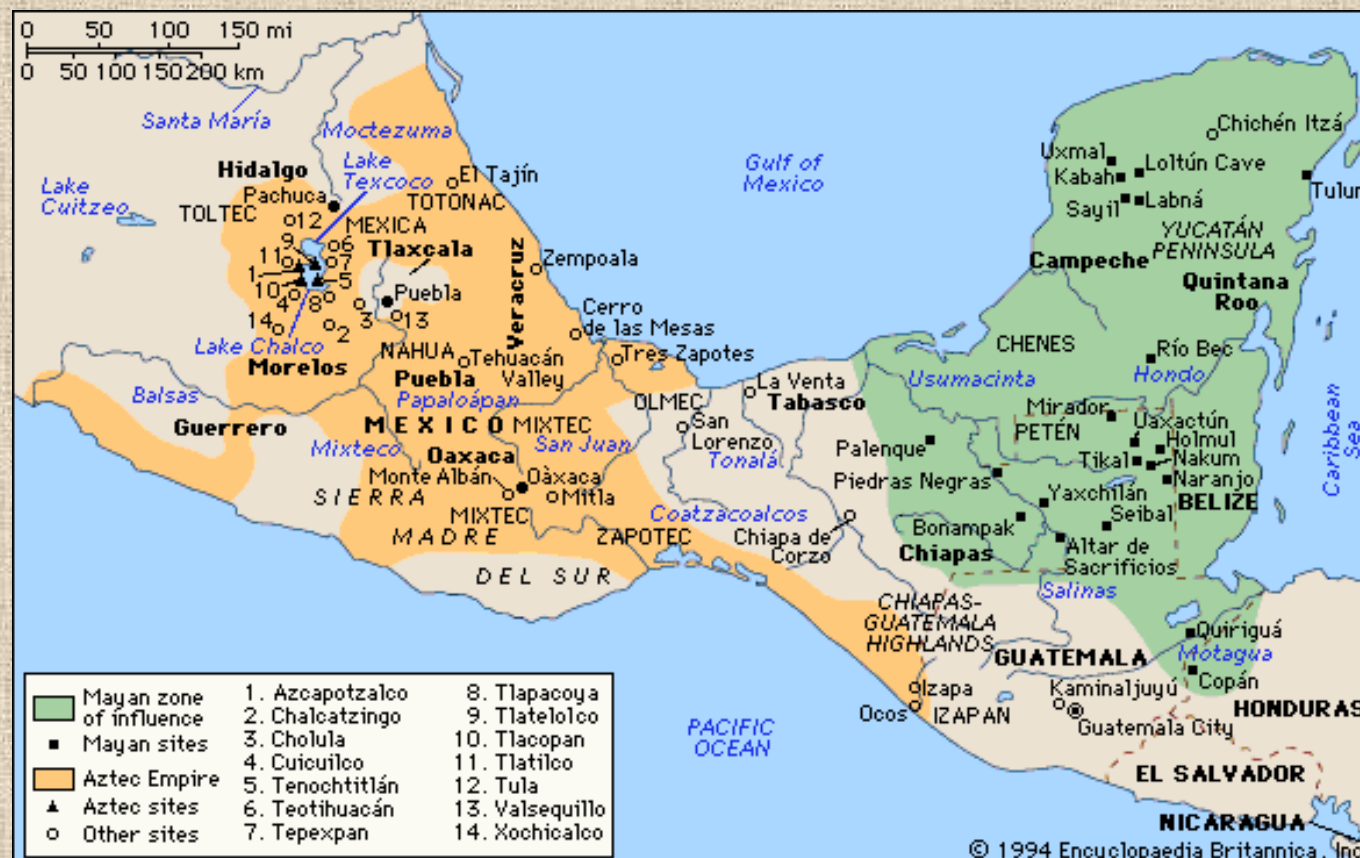 0 50 100 150 mi
0 50 100 150 200 km
Santa María
Moctezuma
Lake
Texcoco
Hidalgo
Pachuca
Lake
Cuitzeo
TOLTEC
12
MEXICA
El Tajín
TOTONAC
9
6
11
7
1
5
10
4
8
3
13
14
2
Tlaxcala
Puebla
Veracruz
Zempoala
Cerro
de las Mesas
Tres Zapotes
Lake Chalco
Morelos
NAHUA
Tehuacán
Valley
Puebla
Papaloápan
Balsas
Guerrero
MEXICO
MIXTEC
Mixteco
Oaxaca
San Juan
Monte Albán
Oàxaca
Mitla
SIERRA
MADRE
DEL SUR
MIXTEC
ZAPOTEC
Gulf of
Mexico
OLMEC
San
Lorenzo
La Venta
Tabasco
Tonalá
Coatzacoalcos
Chiapa de
Corzo
Chichén Itzá
Uxmal
Loltún Cave
Kabah
Sayil
Labná
Tulum
YUCATÁN
PENINSULA
Campeche
Quintana
Roo
CHENES
Río Bec
Usumacinta
Hondo
Mirador
PETÉN
Uaxactún
Holmul
Palenque
Tikal
Nakum
Piedras Negras
Naranjo
Yaxchilán
BELIZE
Seibal
Bonampak
Chiapas
Altar de
Sacrificios
Salinas
Caribbean
Sea
CHIAPAS-
GUATEMALA
HIGHLANDS
GUATEMALA
Quiriguá
Motagua
Copán
Izapa
Ocos
IZAPAN
Kaminaljuyú
Guatemala City
HONDURAS
EL SALVADOR
NICARAGUA
PACIFIC
OCEAN
Mayan zone
of influence
Mayan sites
Aztec Empire
Aztec sites
Other sites
1. Azcapotzalco
2. Chalcatzingo
3. Cholula
4. Cuicuilco
5. Tenochtitlán
6. Teotihuacán
7. Tepexpan
8. Tlapacoya
9. Tlatelolco
10. Tlacopan
11. Tlatilco
12. Tula
13. Valsequillo
14. Xochicalco
© 1994 Encyclopaedia Britannica, Inc